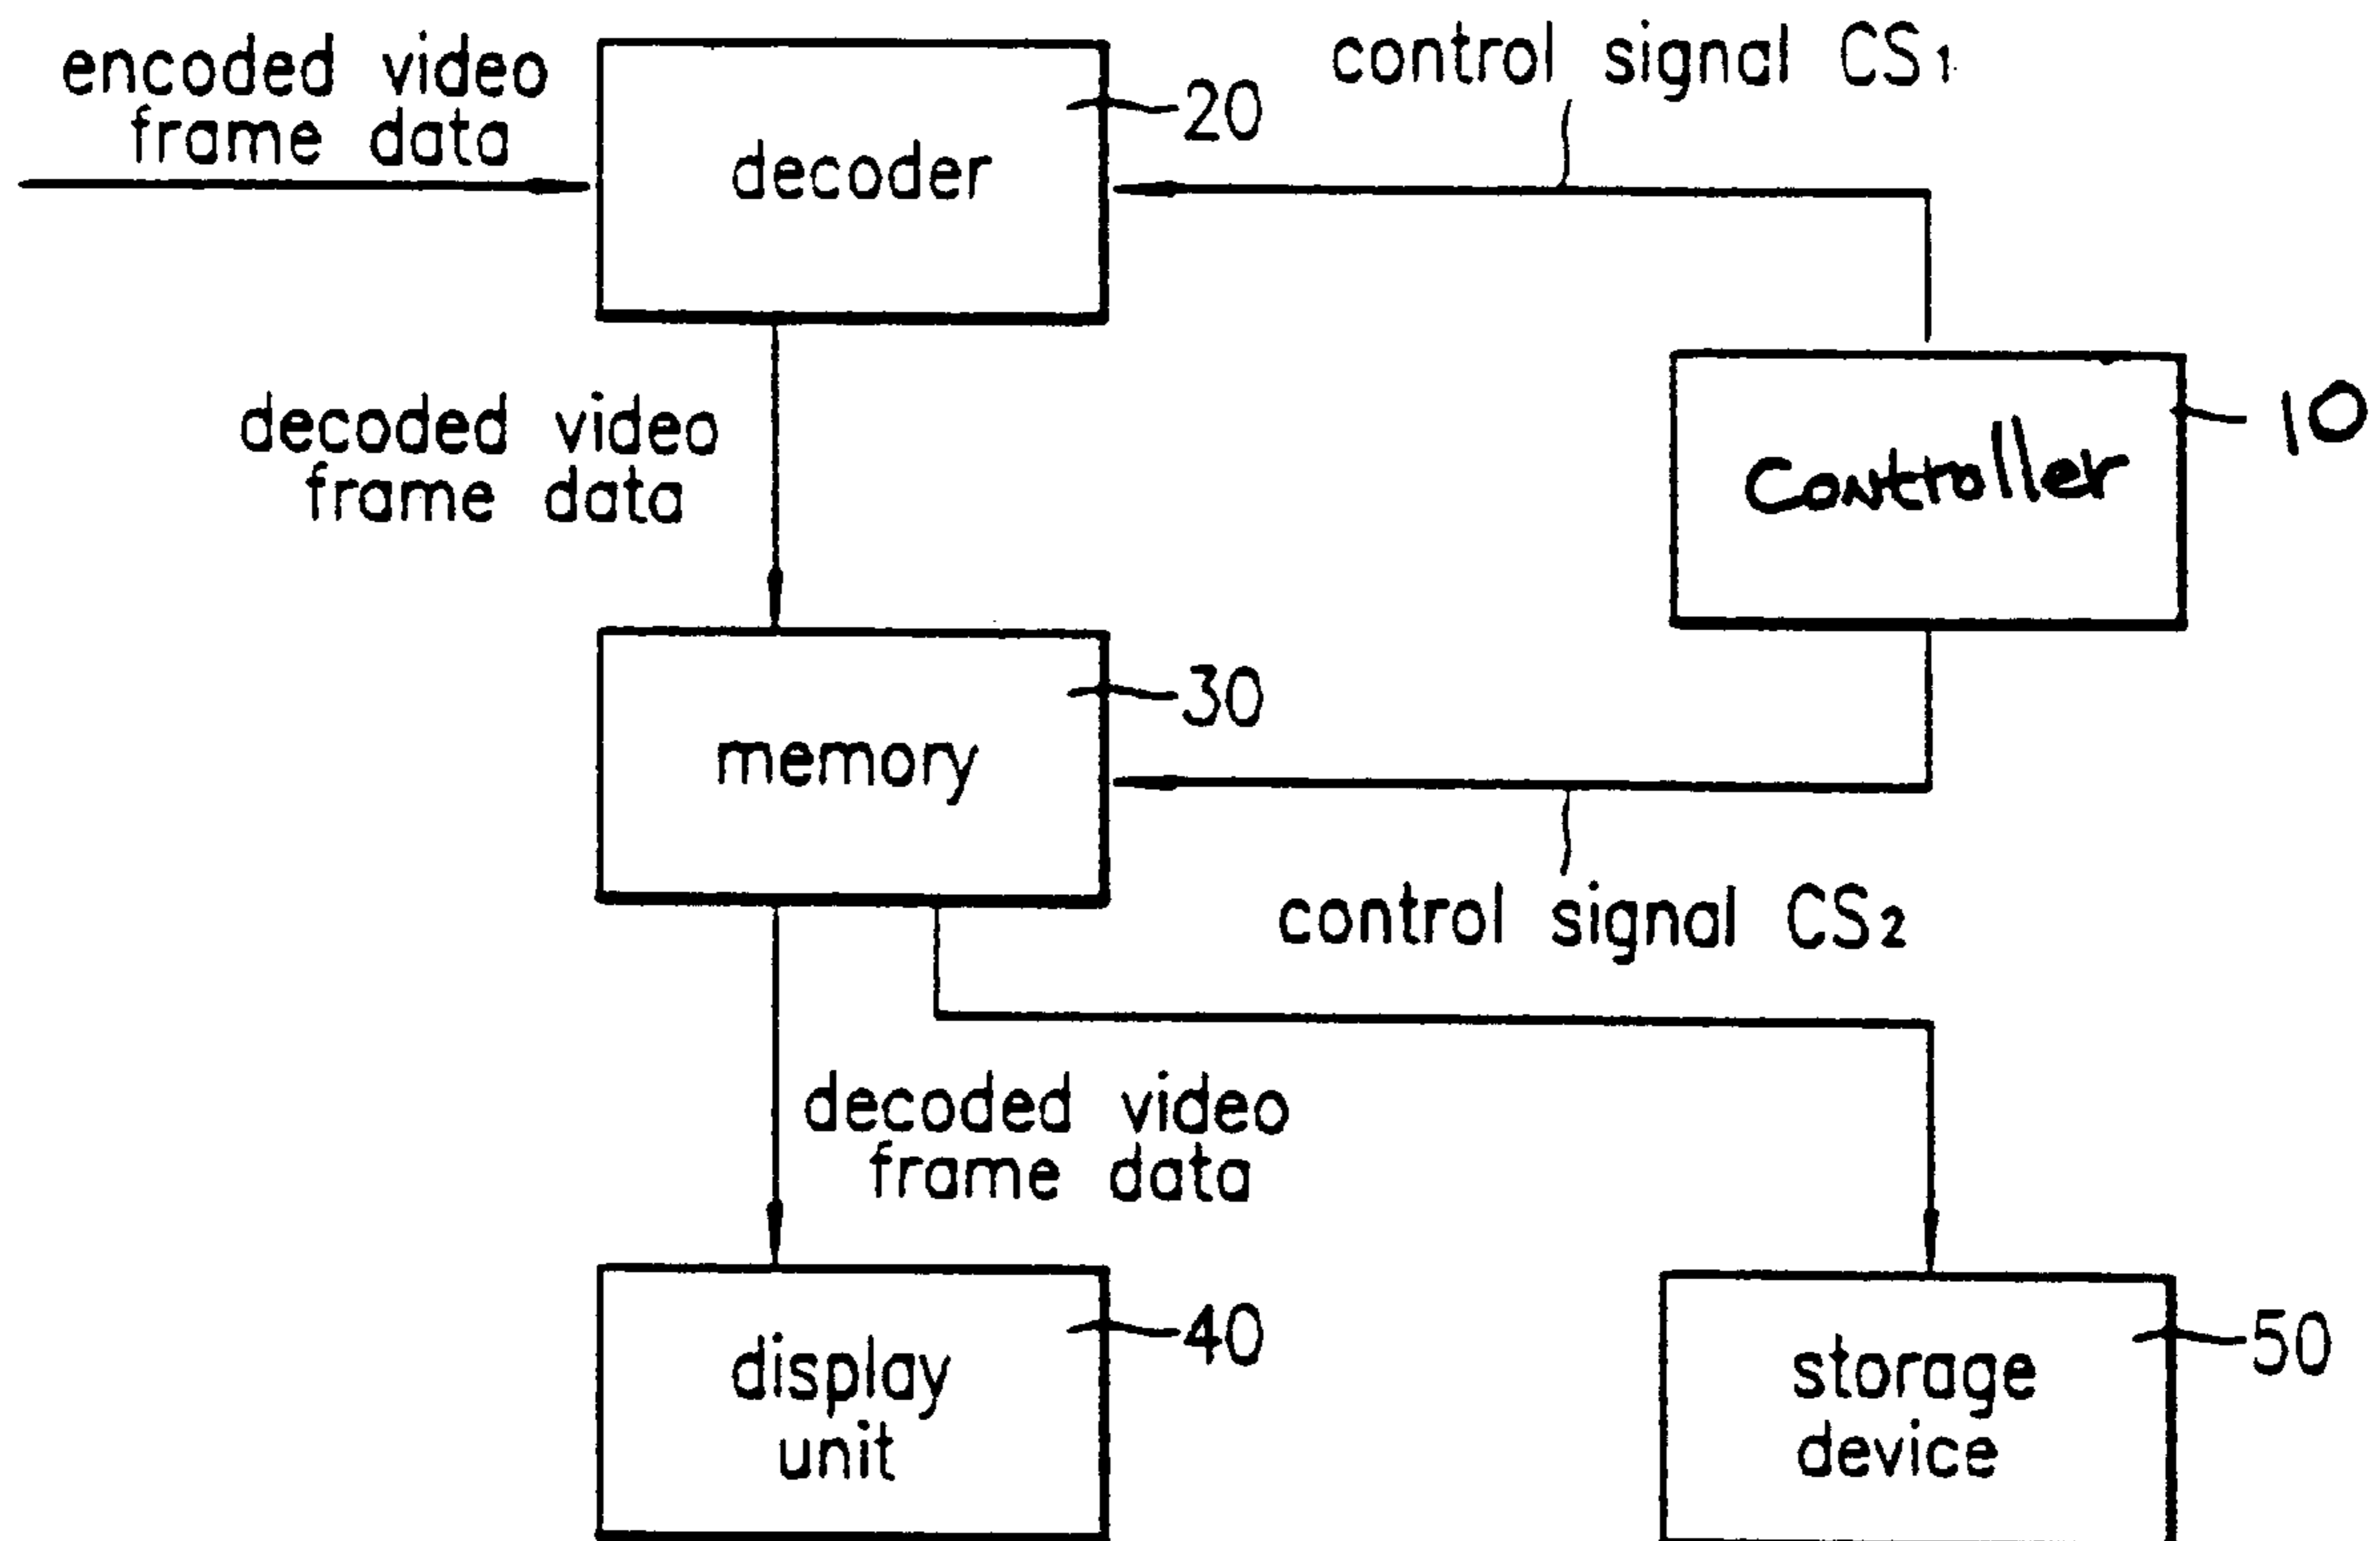 encoded video
frame data
decoder
20
control signal CS1
decoded video
frame data
Controller
10
memory
30
control signal CS2
decoded video
frame data
display
unit
40
storage
device
50